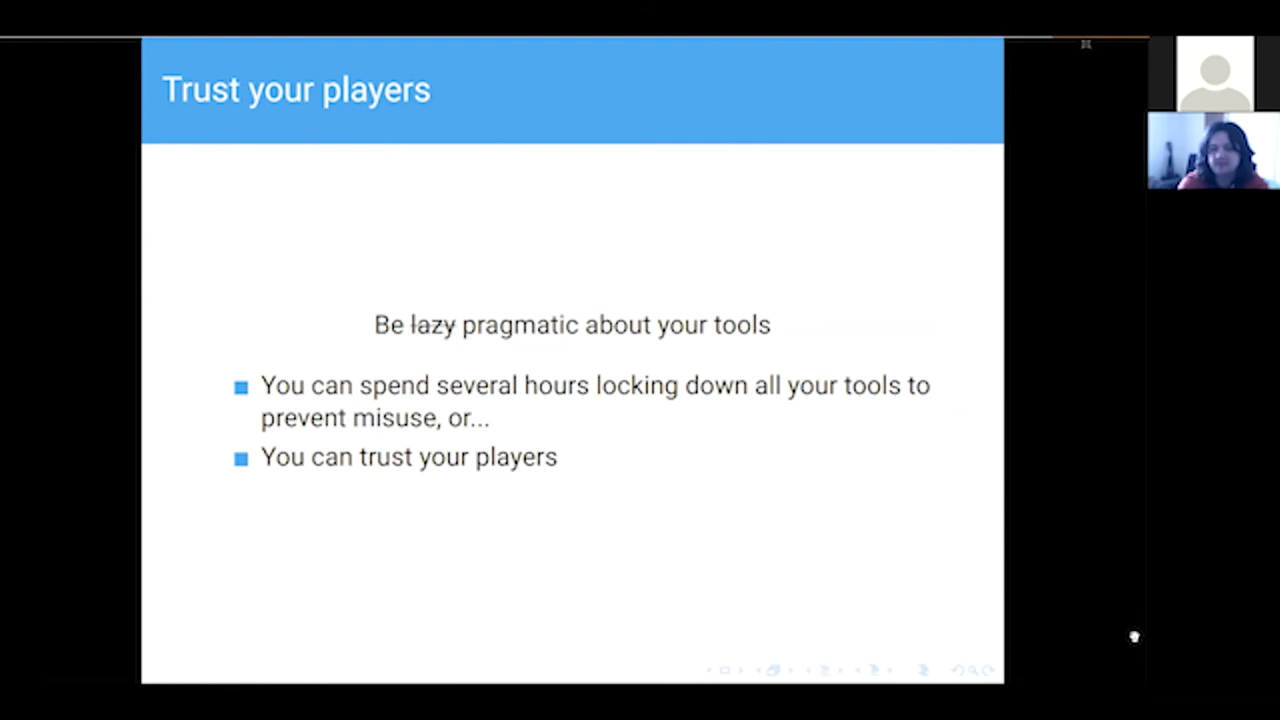 Trust your players
Be lazy pragmatic about your tools
You can spend several hours locking down all your tools to
prevent misuse, or...
You can trust your players